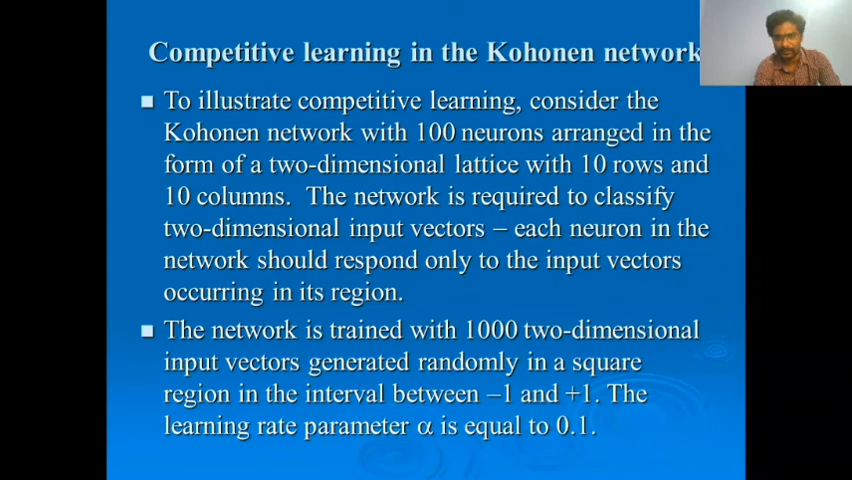 Competitive learning in the Kohonen network
To illustrate competitive learning, consider the
Kohonen network with 100 neurons arranged in the
form of a two-dimensional lattice with 10 rows and
10 columns. The network is required to classify
two-dimensional input vectors – each neuron in the
network should respond only to the input vectors
occurring in its region.
The network is trained with 1000 two-dimensional
input vectors generated randomly in a square
region in the interval between –1 and +1. The
learning rate parameter α is equal to 0.1.